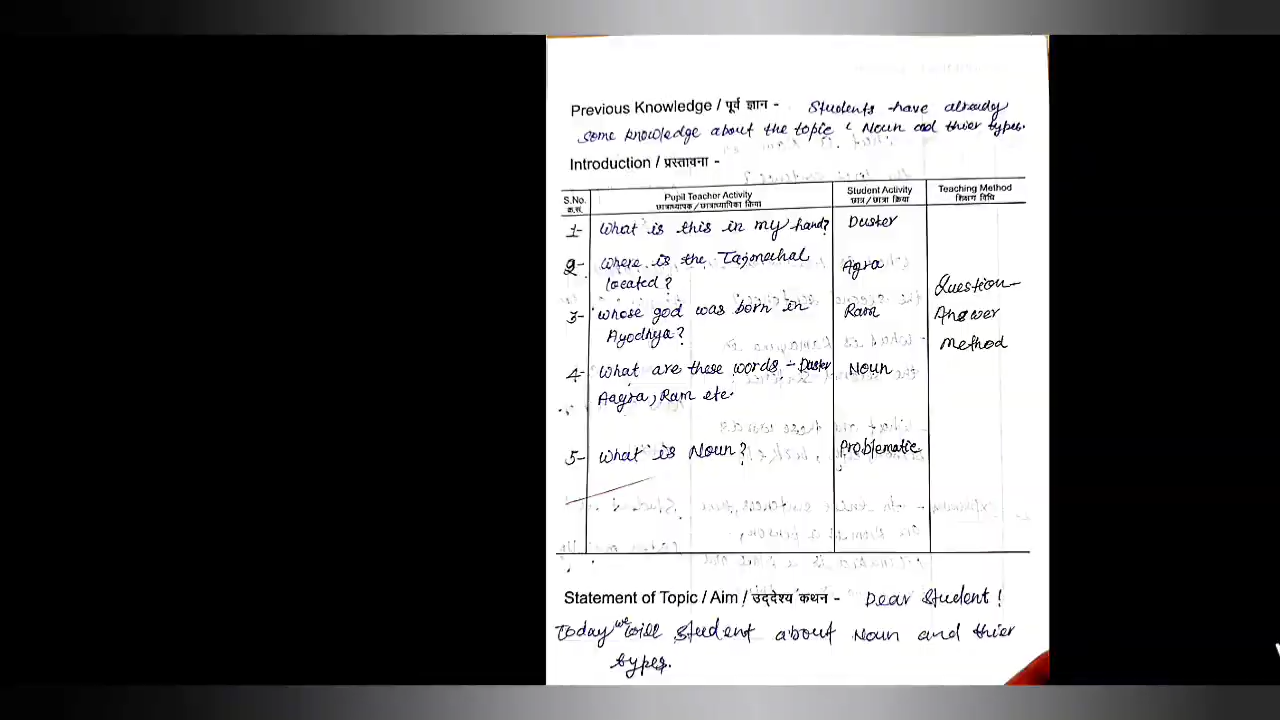 Previous Knowledge / पूर्व ज्ञान - Students have already
some knowledge about the topic Noun and thier types.
Introduction / प्रस्तावना -
S.No. Pupil Teacher Activity Student Activity Teaching Method
क्र.सं. छात्राध्यापक / छात्राध्यापिका क्रिया छात्र / छात्रा क्रिया शिक्षण विधि
1- What is this in my hand? Duster
2- Where is the Tajmahal Agra
located? Question-
3- Whose god was born in Ram Answer
Ayodhya? Method
4- What are these words - Duster Noun
Aagra, Ram etc.
5- What is Noun? Problematic
Statement of Topic / Aim / उद्देश्य कथन - Dear Student!
Today we will student about Noun and thier
types.